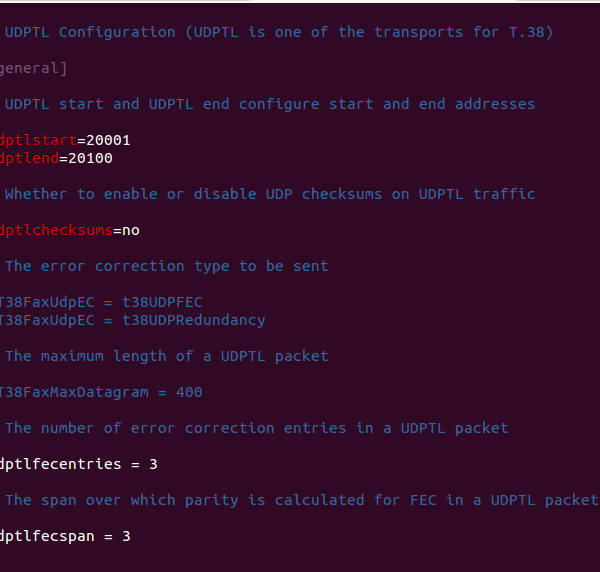 UDPTL Configuration (UDPTL is one of the transports for T.38)
general]
UDPTL start and UDPTL end configure start and end addresses
dptlstart=20001
dptlend=20100
Whether to enable or disable UDP checksums on UDPTL traffic
dptlchecksums=no
The error correction type to be sent
T38FaxUdpEC = t38UDPFEC
T38FaxUdpEC = t38UDPRedundancy
The maximum length of a UDPTL packet
T38FaxMaxDatagram = 400
The number of error correction entries in a UDPTL packet
dptlfecentries = 3
The span over which parity is calculated for FEC in a UDPTL packet
dptlfecspan = 3